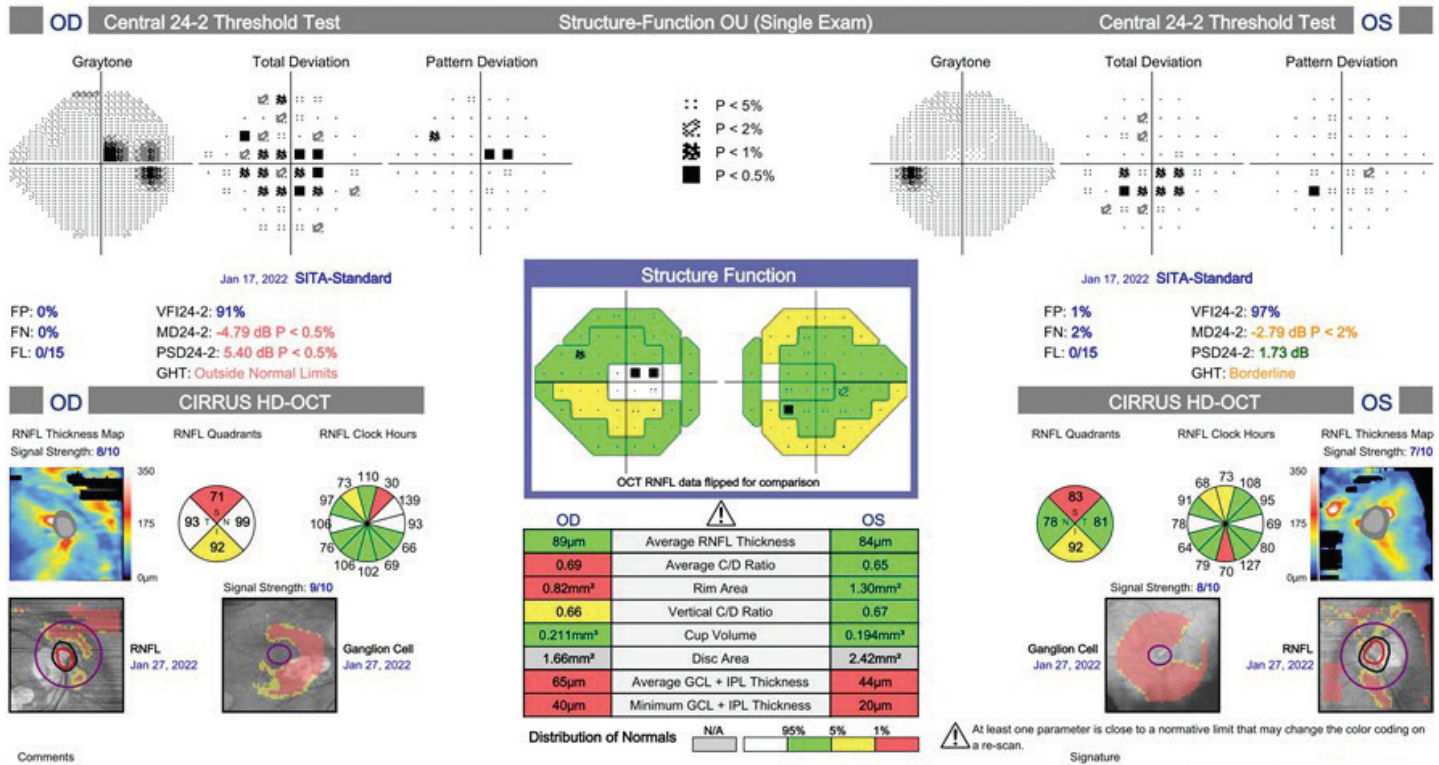 OD Central 24-2 Threshold Test Structure-Function OU (Single Exam) Central 24-2 Threshold Test OS
Graytone Total Deviation Pattern Deviation
P < 5%
P < 2%
P < 1%
P < 0.5%
Graytone Total Deviation Pattern Deviation
Jan 17, 2022 SITA-Standard
FP: 0% VFI24-2: 91%
FN: 0% MD24-2: -4.79 dB P < 0.5%
FL: 0/15 PSD24-2: 5.40 dB P < 0.5%
GHT: Outside Normal Limits
Structure Function
OCT RNFL data flipped for comparison
Jan 17, 2022 SITA-Standard
FP: 1% VFI24-2: 97%
FN: 2% MD24-2: -2.79 dB P < 2%
FL: 0/15 PSD24-2: 1.73 dB
GHT: Borderline
OD CIRRUS HD-OCT
RNFL Thickness Map RNFL Quadrants RNFL Clock Hours
Signal Strength: 8/10
350
175
0µm
71
S
93 T N 99
I
92
110
73 30
97 139
106 93
76 66
106 69
102
Signal Strength: 9/10
RNFL
Jan 27, 2022
Ganglion Cell
Jan 27, 2022
OD OS
89µm Average RNFL Thickness 84µm
0.69 Average C/D Ratio 0.65
0.82mm² Rim Area 1.30mm²
0.66 Vertical C/D Ratio 0.67
0.211mm³ Cup Volume 0.194mm³
1.66mm² Disc Area 2.42mm²
65µm Average GCL + IPL Thickness 44µm
40µm Minimum GCL + IPL Thickness 20µm
Distribution of Normals N/A 95% 5% 1%
CIRRUS HD-OCT OS
RNFL Quadrants RNFL Clock Hours RNFL Thickness Map
Signal Strength: 7/10
83
S
78 N T 81
I
92
73
68 108
91 95
78 69
64 80
79 127
70
350
175
0µm
Signal Strength: 8/10
Ganglion Cell
Jan 27, 2022
RNFL
Jan 27, 2022
At least one parameter is close to a normative limit that may change the color coding on
a re-scan.
Comments Signature